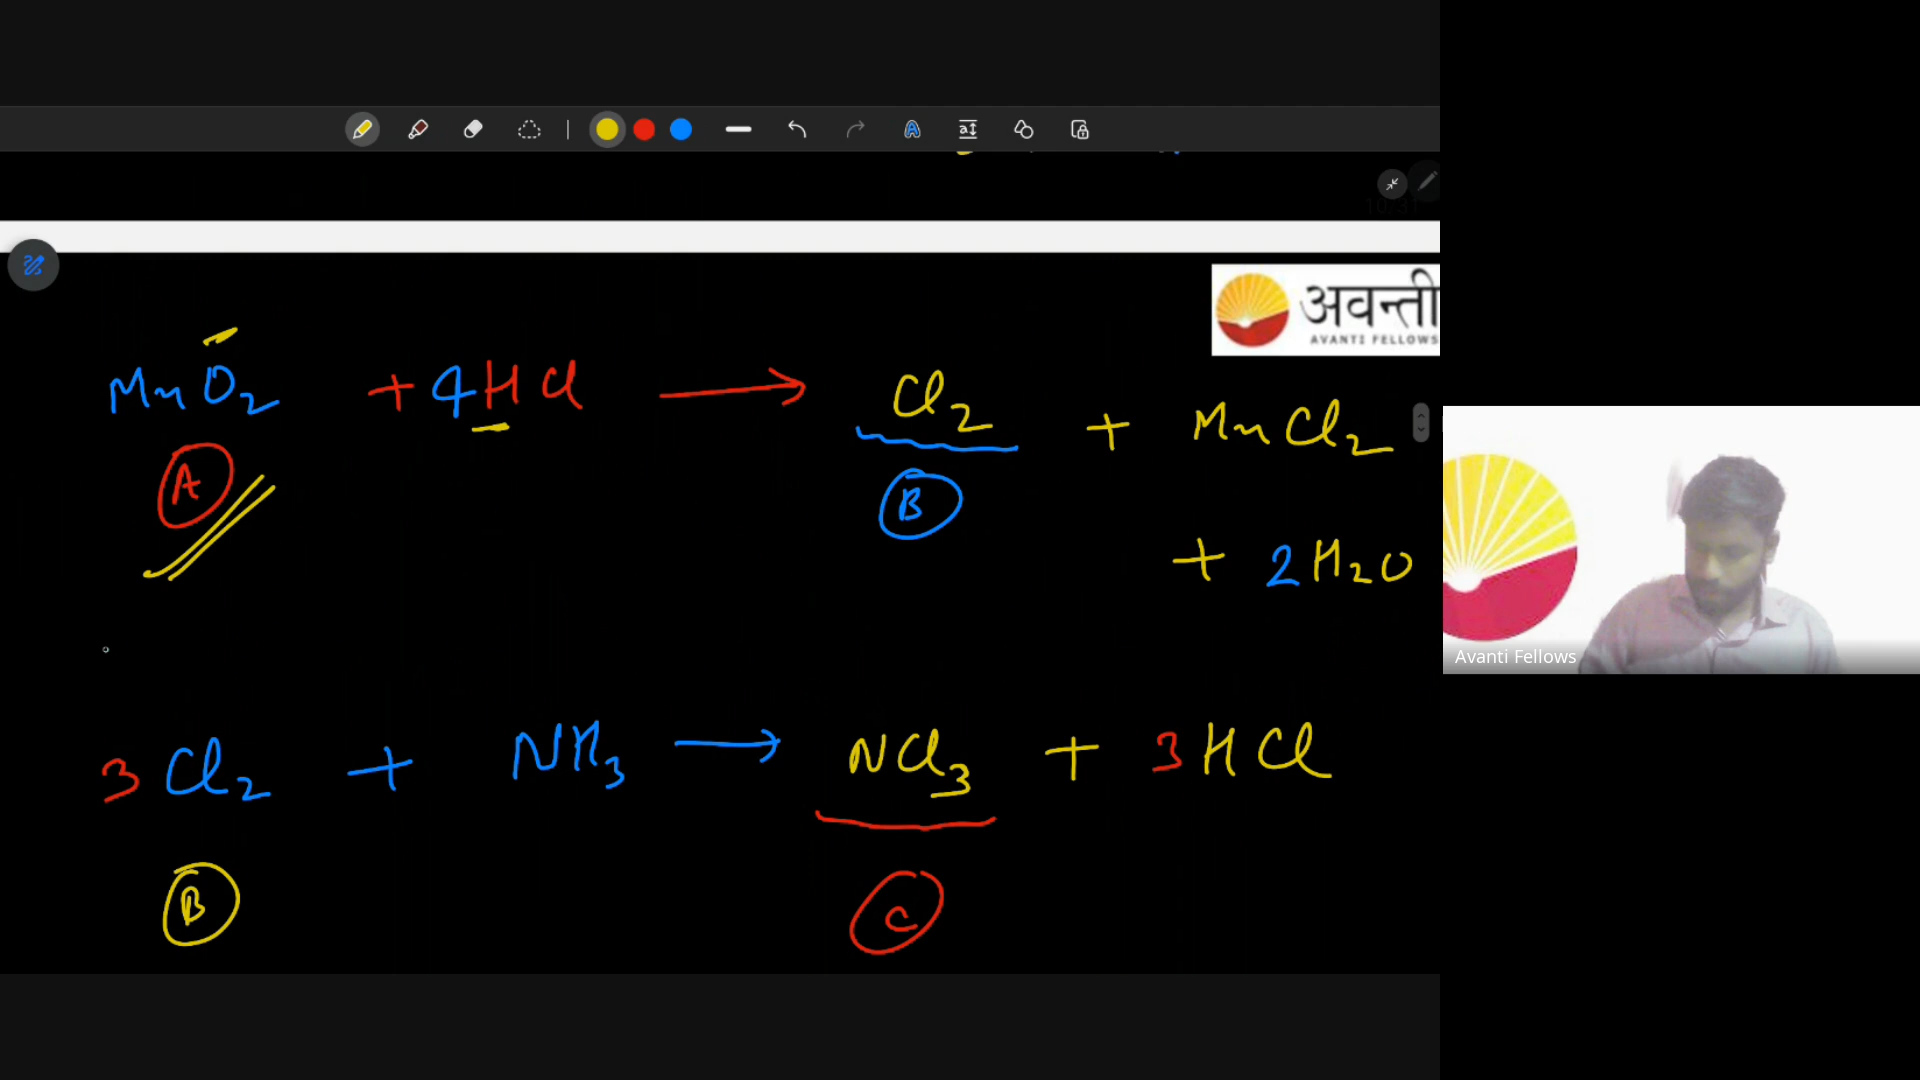 अवन्ती
AVANTI FELLOWS
MnO2 + 4HCl → Cl2 + MnCl2
A B
+ 2H2O
3Cl2 + NH3 → NCl3 + 3HCl
B C
Avanti Fellows